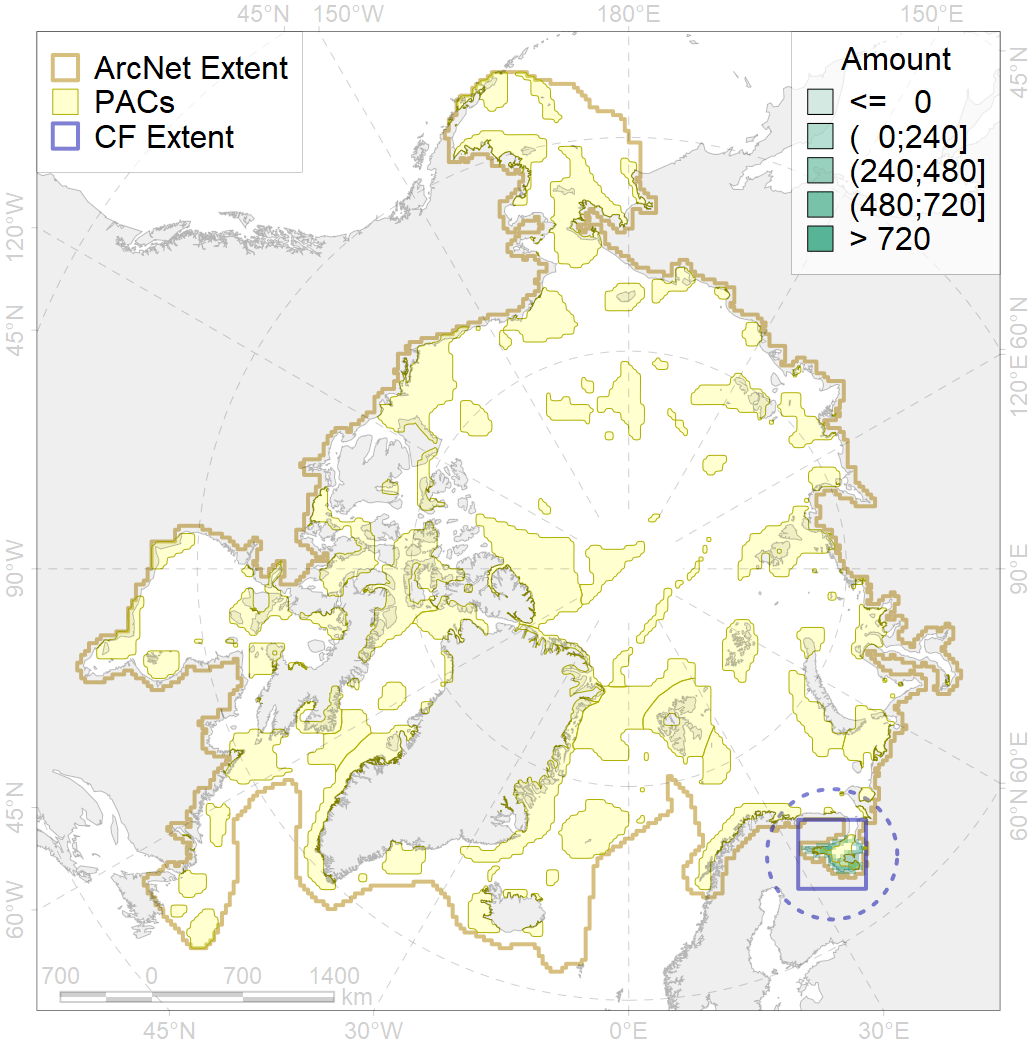 45°N 150°W 180°E 150°E
ArcNet Extent
PACs
CF Extent
Amount
<= 0
( 0;240]
(240;480]
(480;720]
> 720
45°N
120°W
60°N
45°N
120°E
90°W
90°E
60°E
45°N
60°N
60°W
700 0 700 1400
km
45°N 30°W 0°E 30°E